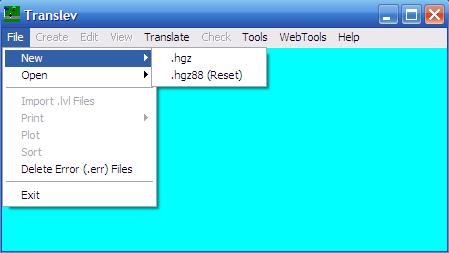 Translev
File Create Edit View Translate Check Tools WebTools Help
New
.hgz
Open
.hgz88 (Reset)
Import .lvl Files
Print
Plot
Sort
Delete Error (.err) Files
Exit